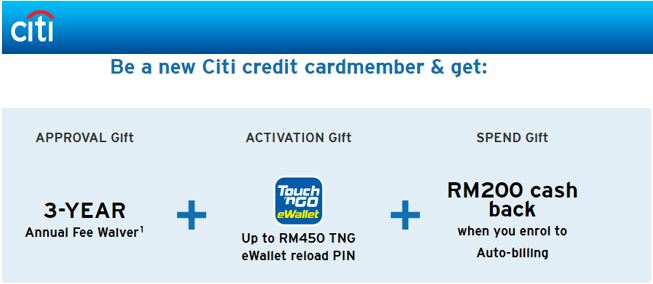 citi
Be a new Citi credit cardmember & get:
APPROVAL Gift
ACTIVATION Gift
SPEND Gift
3-YEAR
Annual Fee Waiver¹
+
Touch
'nGO
eWallet
Up to RM450 TNG
eWallet reload PIN
+
RM200 cash
back
when you enrol to
Auto-billing